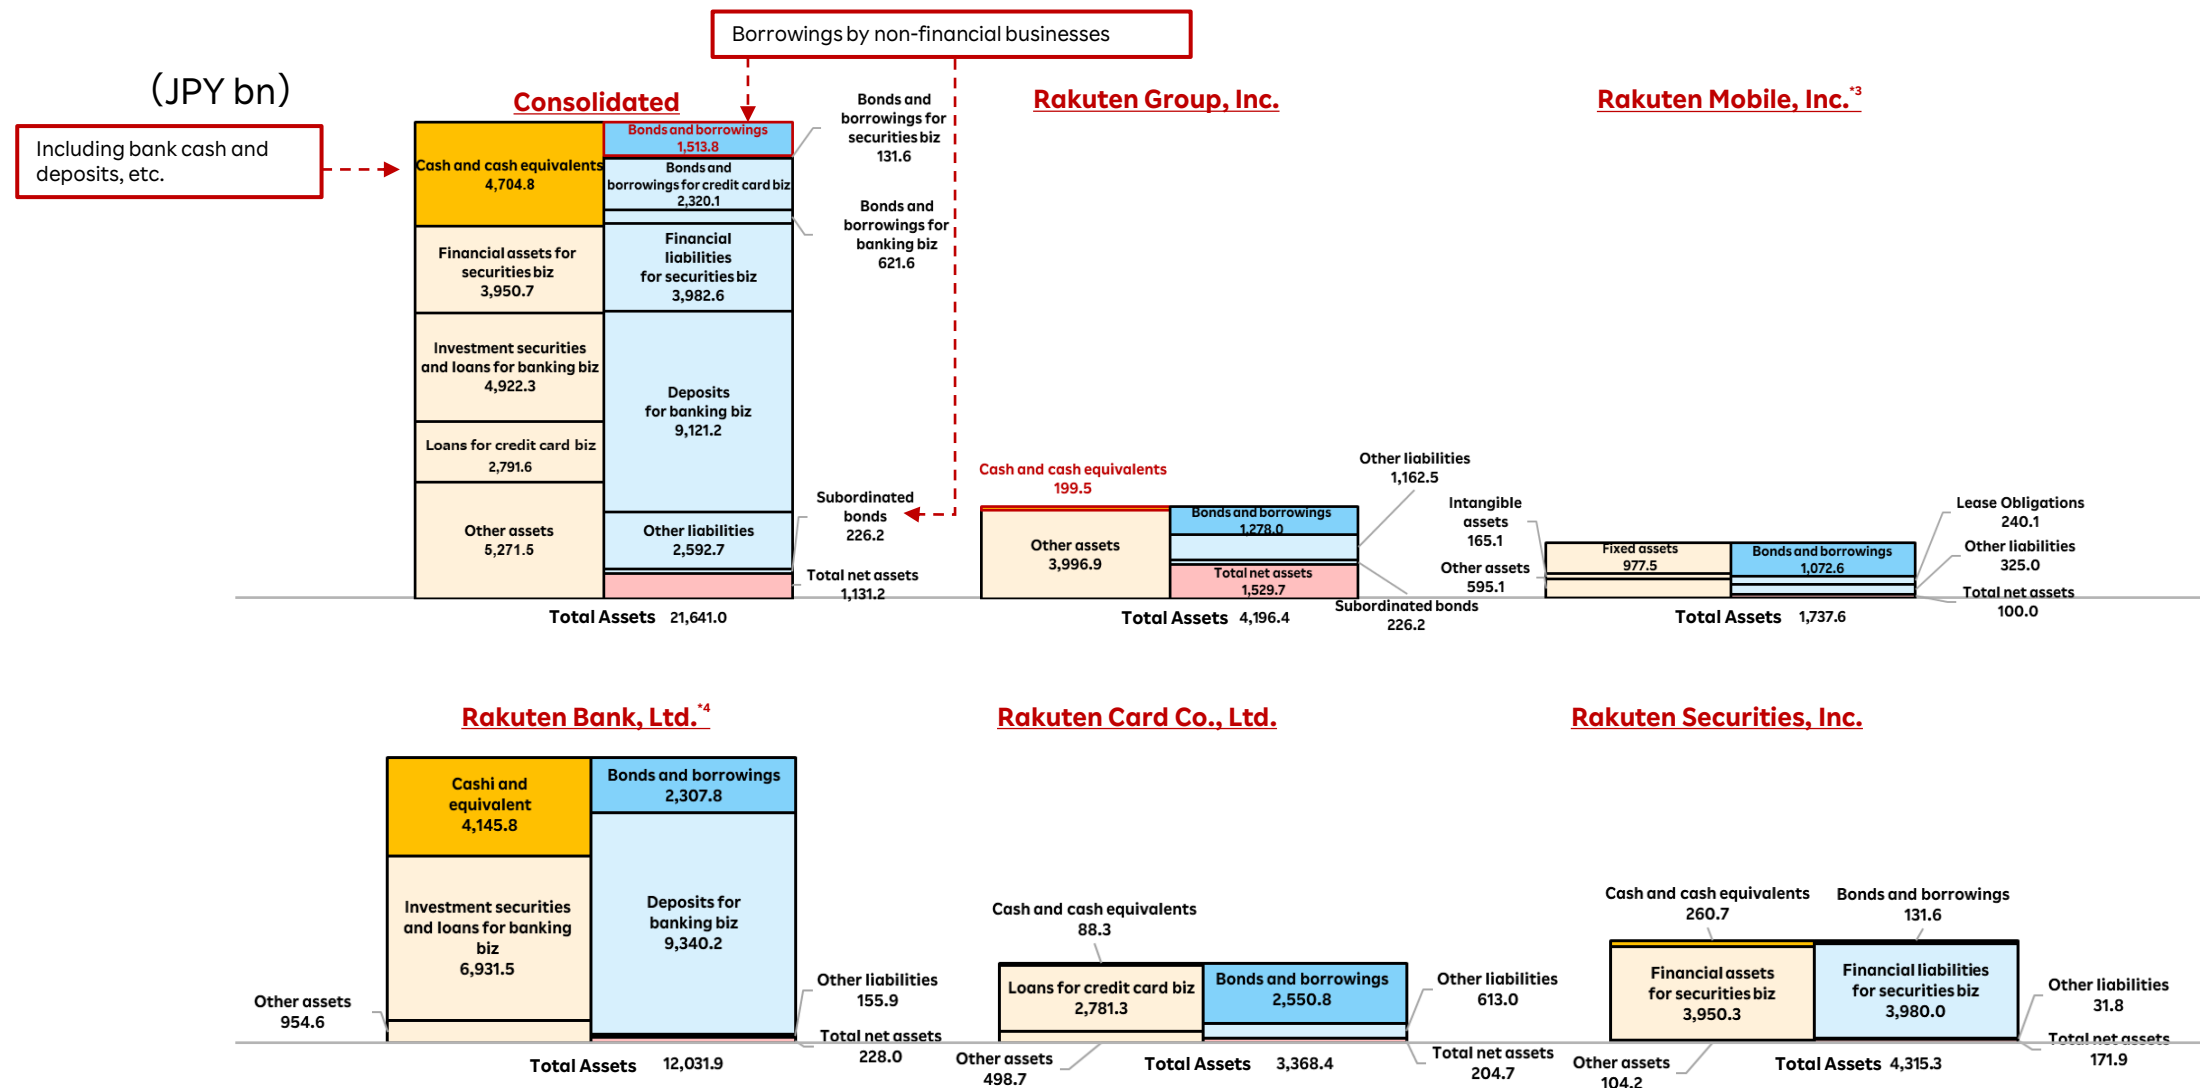 Borrowings by non-financial businesses
(JPY bn)
Including bank cash and
deposits, etc.
Consolidated
Cash and cash equivalents
4,704.8
Financial assets for
securities biz
3,950.7
Investment securities
and loans for banking biz
4,922.3
Loans for credit card biz
2,791.6
Other assets
5,271.5
Bonds and borrowings
1,513.8
Bonds and
borrowings for credit card biz
2,320.1
Financial
liabilities
for securities biz
3,982.6
Deposits
for banking biz
9,121.2
Other liabilities
2,592.7
Bonds and
borrowings for
securities biz
131.6
Bonds and
borrowings for
banking biz
621.6
Subordinated
bonds
226.2
Total net assets
1,131.2
Total Assets 21,641.0
Rakuten Group, Inc.
Cash and cash equivalents
199.5
Other assets
3,996.9
Bonds and borrowings
1,278.0
Total net assets
1,529.7
Other liabilities
1,162.5
Subordinated bonds
226.2
Total Assets 4,196.4
Rakuten Mobile, Inc.*3
Intangible
assets
165.1
Other assets
595.1
Fixed assets
977.5
Bonds and borrowings
1,072.6
Lease Obligations
240.1
Other liabilities
325.0
Total net assets
100.0
Total Assets 1,737.6
Rakuten Bank, Ltd.*4
Cashi and
equivalent
4,145.8
Investment securities
and loans for banking
biz
6,931.5
Other assets
954.6
Bonds and borrowings
2,307.8
Deposits for
banking biz
9,340.2
Other liabilities
155.9
Total net assets
228.0
Total Assets 12,031.9
Rakuten Card Co., Ltd.
Cash and cash equivalents
88.3
Loans for credit card biz
2,781.3
Other assets
498.7
Bonds and borrowings
2,550.8
Other liabilities
613.0
Total net assets
204.7
Total Assets 3,368.4
Rakuten Securities, Inc.
Cash and cash equivalents
260.7
Financial assets
for securities biz
3,950.3
Other assets
104.2
Bonds and borrowings
131.6
Financial liabilities
for securities biz
3,980.0
Other liabilities
31.8
Total net assets
171.9
Total Assets 4,315.3